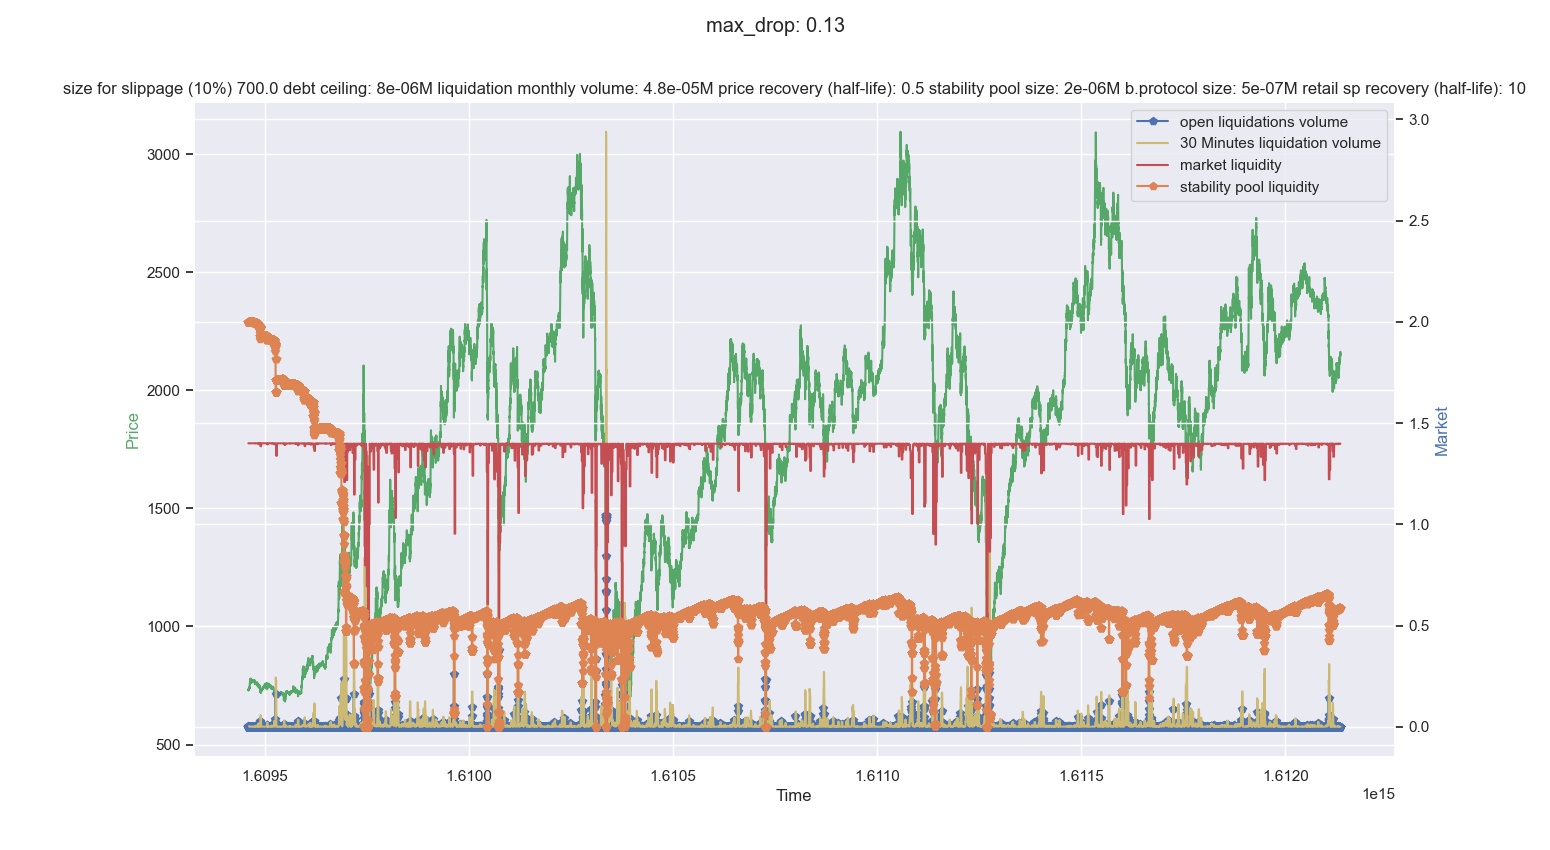 max_drop: 0.13
size for slippage (10%) 700.0 debt ceiling: 8e-06M liquidation monthly volume: 4.8e-05M price recovery (half-life): 0.5 stability pool size: 2e-06M b.protocol size: 5e-07M retail sp recovery (half-life): 10
open liquidations volume
30 Minutes liquidation volume
market liquidity
stability pool liquidity
3000
2500
2000
1500
1000
500
Price
3.0
2.5
2.0
1.5
1.0
0.5
0.0
Market
1.6095 1.6100 1.6105 1.6110 1.6115 1.6120
Time
1e15